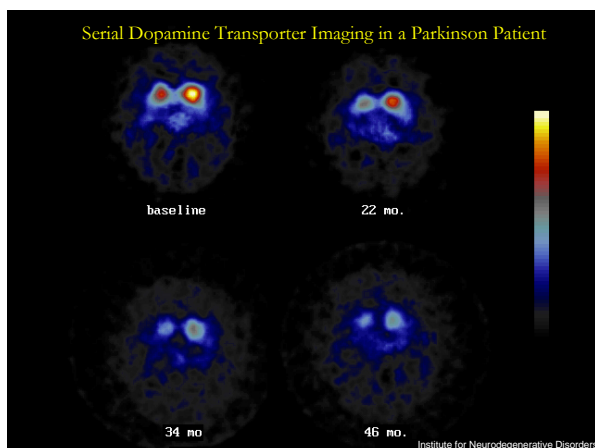 Serial Dopamine Transporter Imaging in a Parkinson Patient
baseline
22 mo.
34 mo
46 mo.
Institute for Neurodegenerative Disorders